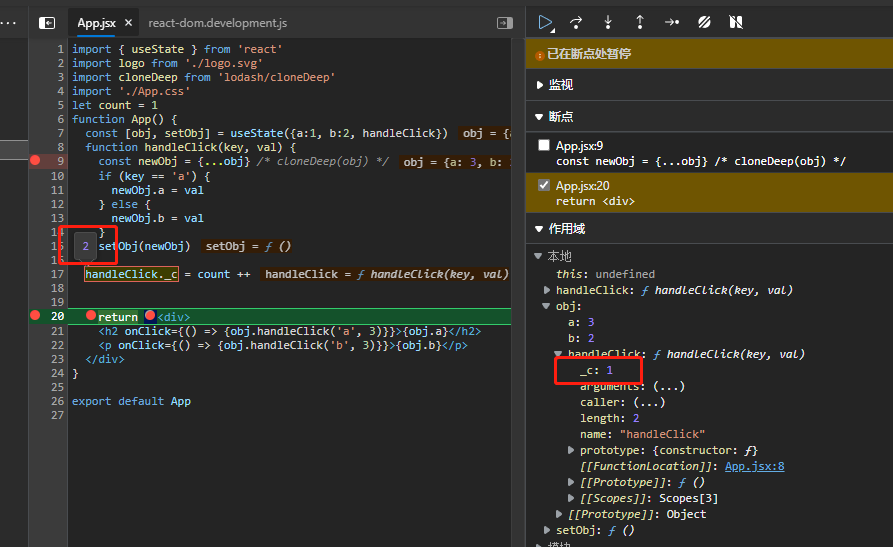 App.jsx × react-dom.development.js
1 import { useState } from 'react'
2 import logo from './logo.svg'
3 import cloneDeep from 'lodash/cloneDeep'
4 import './App.css'
5 let count = 1
6 function App() {
7 const [obj, setObj] = useState({a:1, b:2, handleClick}) obj = {a
8 function handleClick(key, val) {
9 const newObj = {...obj} /* cloneDeep(obj) */ obj = {a: 3, b: 
10 if (key == 'a') {
11 newObj.a = val
12 } else {
13 newObj.b = val
14 }
2
15 setObj(newObj) setObj = ƒ ()
17 handleClick._c = count ++ handleClick = ƒ handleClick(key, val)
18
19
20 return <div>
21 <h2 onClick={() => {obj.handleClick('a', 3)}}>{obj.a}</h2>
22 <p onClick={() => {obj.handleClick('b', 3)}}>{obj.b}</p>
23 </div>
24 }
25
26 export default App
27
已在断点处暂停
监视
断点
App.jsx:9
const newObj = {...obj} /* cloneDeep(obj) */
App.jsx:20
return <div>
作用域
本地
this: undefined
handleClick: ƒ handleClick(key, val)
obj:
a: 3
b: 2
handleClick: ƒ handleClick(key, val)
_c: 1
arguments: (...)
caller: (...)
length: 2
name: "handleClick"
prototype: {constructor: ƒ}
[[FunctionLocation]]: App.jsx:8
[[Prototype]]: ƒ ()
[[Scopes]]: Scopes[3]
[[Prototype]]: Object
setObj: ƒ ()